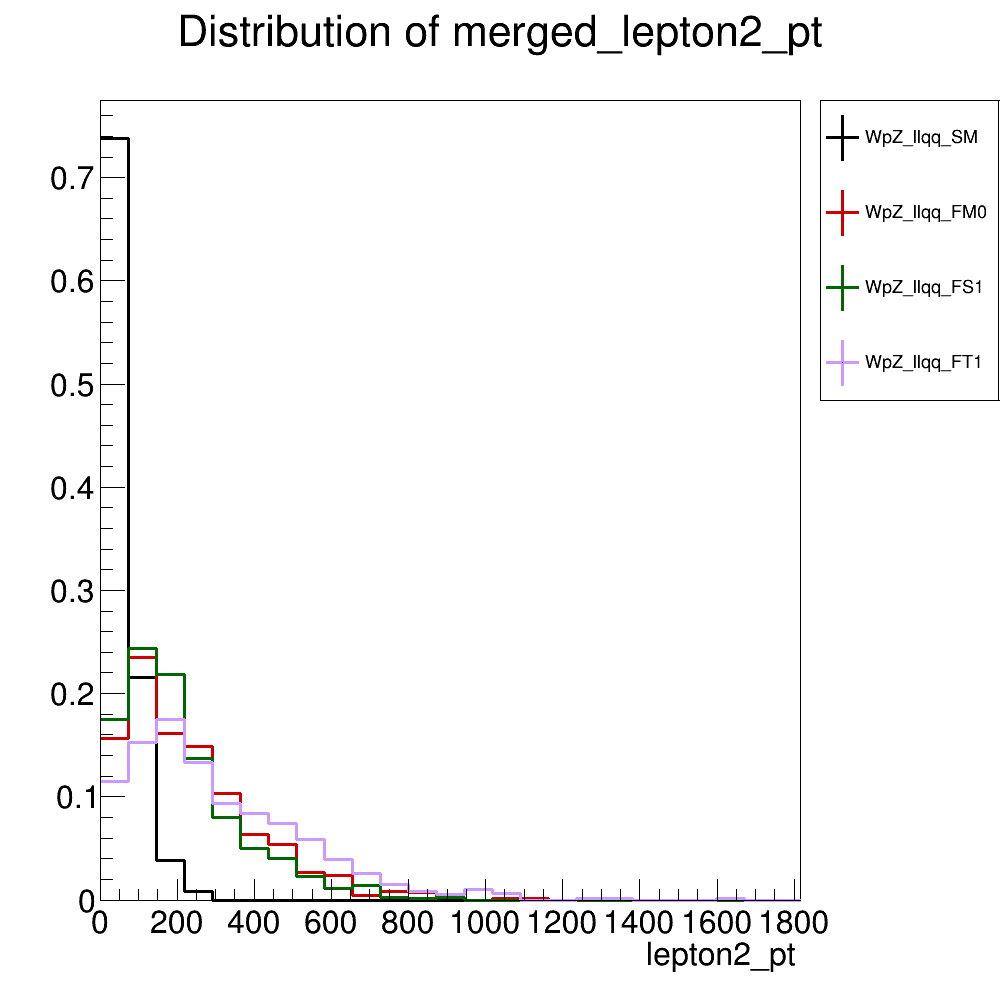 Distribution of merged_lepton2_pt
WpZ_llqq_SM
WpZ_llqq_FM0
WpZ_llqq_FS1
WpZ_llqq_FT1
0.7
0.6
0.5
0.4
0.3
0.2
0.1
0
0 200 400 600 800 1000 1200 1400 1600 1800
lepton2_pt